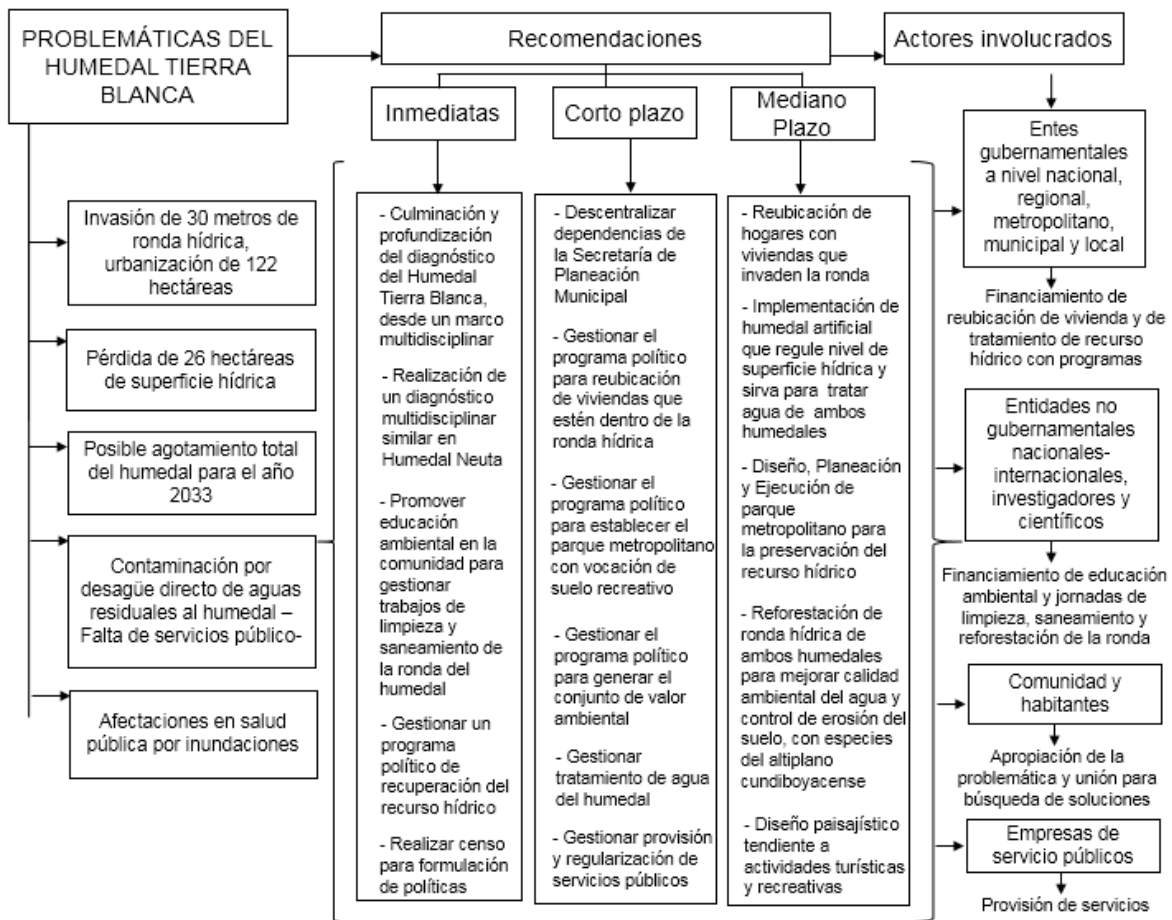 PROBLEMÁTICAS DEL
HUMEDAL TIERRA
BLANCA
Recomendaciones
Actores involucrados
Invasión de 30 metros de
ronda hídrica,
urbanización de 122
hectáreas
Pérdida de 26 hectáreas
de superficie hídrica
Posible agotamiento total
del humedal para el año
2033
Contaminación por
desagüe directo de aguas
residuales al humedal –
Falta de servicios público-
Afectaciones en salud
pública por inundaciones
Inmediatas
- Culminación y
profundización
del diagnóstico
del Humedal
Tierra Blanca,
desde un marco
multidisciplinar
- Realización de
un diagnóstico
multidisciplinar
similar en
Humedal Neuta
- Promover
educación
ambiental en la
comunidad para
gestionar
trabajos de
limpieza y
saneamiento de
la ronda del
humedal
- Gestionar un
programa
político de
recuperación del
recurso hídrico
- Realizar censo
para formulación
de políticas
Corto plazo
- Descentralizar
dependencias de
la Secretaría de
Planeación
Municipal
- Gestionar el
programa político
para reubicación
de viviendas que
estén dentro de la
ronda hídrica
- Gestionar el
programa político
para establecer el
parque metropolitano
con vocación de
suelo recreativo
- Gestionar el
programa político
para generar el
conjunto de valor
ambiental
- Gestionar
tratamiento de agua
del humedal
- Gestionar provisión
y regularización de
servicios públicos
Mediano
Plazo
- Reubicación de
hogares con
viviendas que
invaden la ronda
- Implementación de
humedal artificial
que regule nivel de
superficie hídrica y
sirva para tratar
agua de ambos
humedales
- Diseño, Planeación
y Ejecución de
parque
metropolitano para
la preservación del
recurso hídrico
- Reforestación de
ronda hídrica de
ambos humedales
para mejorar calidad
ambiental del agua y
control de erosión del
suelo, con especies
del altiplano
cundiboyacense
- Diseño paisajístico
tendiente a
actividades turísticas
y recreativas
Entes
gubernamentales
a nivel nacional,
regional,
metropolitano,
municipal y local
Financiamiento de
reubicación de vivienda y de
tratamiento de recurso
hídrico con programas
Entidades no
gubernamentales
nacionales-
internacionales,
investigadores y
científicos
Financiamiento de educación
ambiental y jornadas de
limpieza, saneamiento y
reforestación de la ronda
Comunidad y
habitantes
Apropiación de la
problemática y unión para
búsqueda de soluciones
Empresas de
servicio públicos
Provisión de servicios